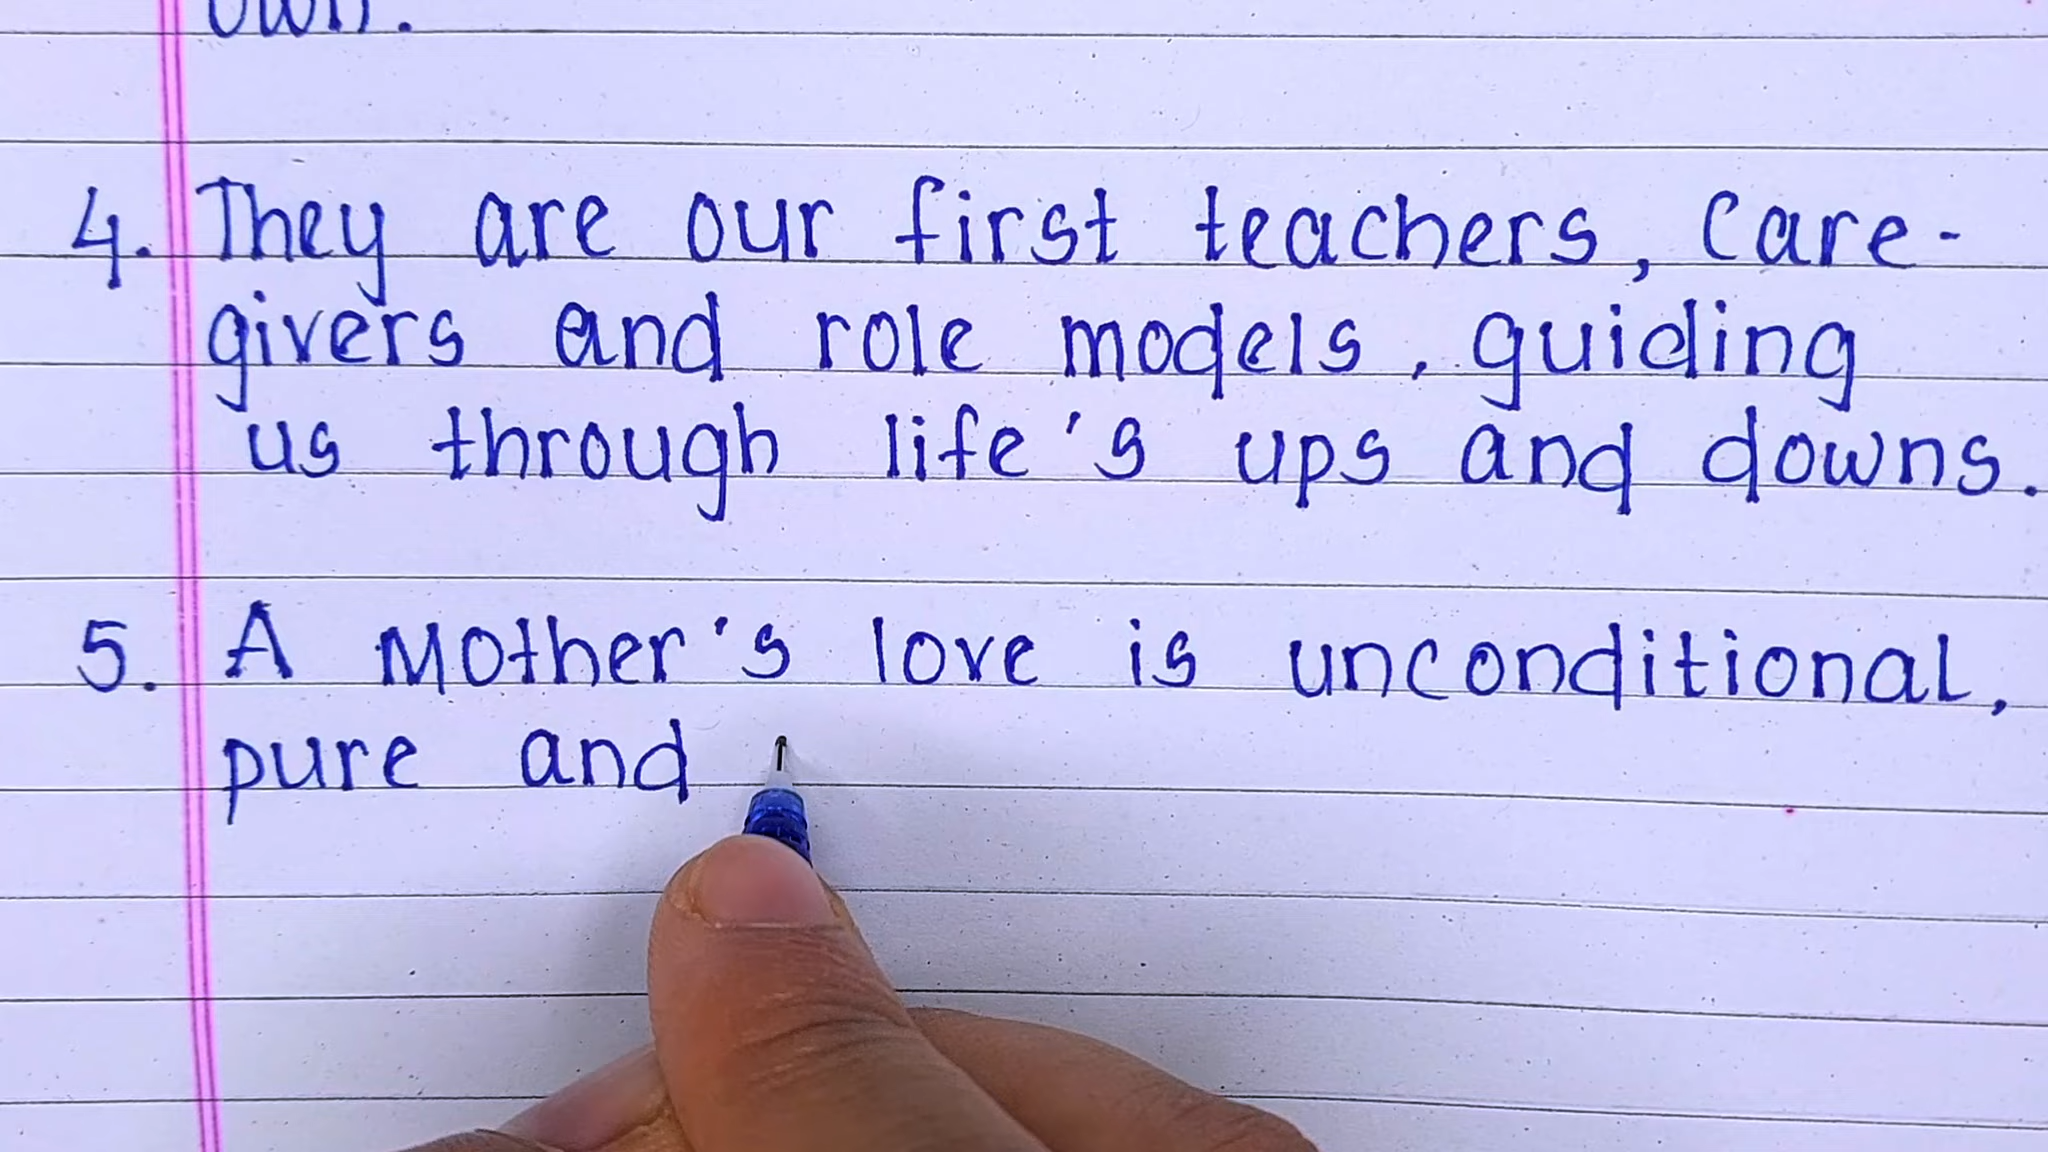 own.
4. They are our first teachers, care-
givers and role models, guiding
us through life's ups and downs.
5. A Mother's love is unconditional,
pure and